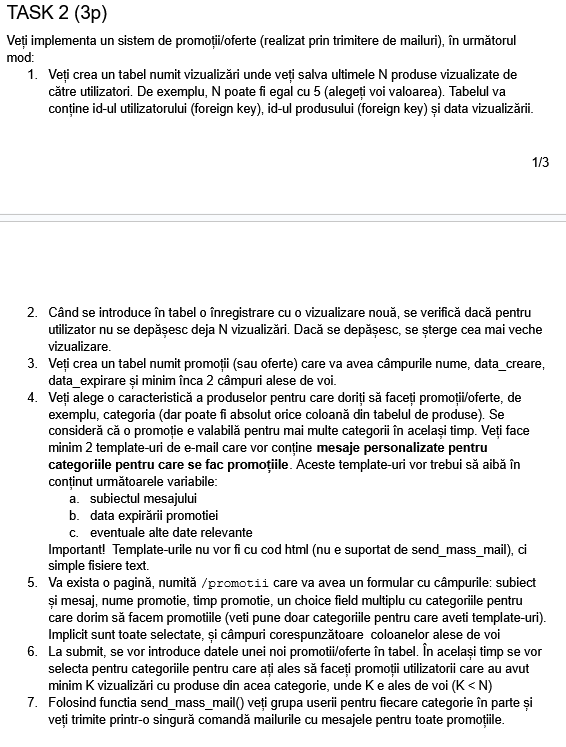 TASK 2 (3p)
Veți implementa un sistem de promoții/oferte (realizat prin trimitere de mailuri), în următorul
mod:
1. Veți crea un tabel numit vizualizări unde veți salva ultimele N produse vizualizate de
către utilizatori. De exemplu, N poate fi egal cu 5 (alegeți voi valoarea). Tabelul va
conține id-ul utilizatorului (foreign key), id-ul produsului (foreign key) și data vizualizării.
1/3
2. Când se introduce în tabel o înregistrare cu o vizualizare nouă, se verifică dacă pentru
utilizator nu se depășesc deja N vizualizări. Dacă se depășesc, se șterge cea mai veche
vizualizare.
3. Veți crea un tabel numit promoții (sau oferte) care va avea câmpurile nume, data_creare,
data_expirare și minim înca 2 câmpuri alese de voi.
4. Veți alege o caracteristică a produselor pentru care doriți să faceți promoții/oferte, de
exemplu, categoria (dar poate fi absolut orice coloană din tabelul de produse). Se
consideră că o promoție e valabilă pentru mai multe categorii în același timp. Veți face
minim 2 template-uri de e-mail care vor conține mesaje personalizate pentru
categoriile pentru care se fac promoțiile. Aceste template-uri vor trebui să aibă în
conținut următoarele variabile:
a. subiectul mesajului
b. data expirării promotiei
c. eventuale alte date relevante
Important! Template-urile nu vor fi cu cod html (nu e suportat de send_mass_mail), ci
simple fisiere text.
5. Va exista o pagină, numită /promotii care va avea un formular cu câmpurile: subiect
și mesaj, nume promotie, timp promotie, un choice field multiplu cu categoriile pentru
care dorim să facem promotiile (veti pune doar categoriile pentru care aveti template-uri).
Implicit sunt toate selectate, și câmpuri corespunzătoare coloanelor alese de voi
6. La submit, se vor introduce datele unei noi promotii/oferte în tabel. În același timp se vor
selecta pentru categoriile pentru care ați ales să faceți promoții utilizatorii care au avut
minim K vizualizări cu produse din acea categorie, unde K e ales de voi (K < N)
7. Folosind functia send_mass_mail() veți grupa userii pentru fiecare categorie în parte și
veți trimite printr-o singură comandă mailurile cu mesajele pentru toate promoțiile.